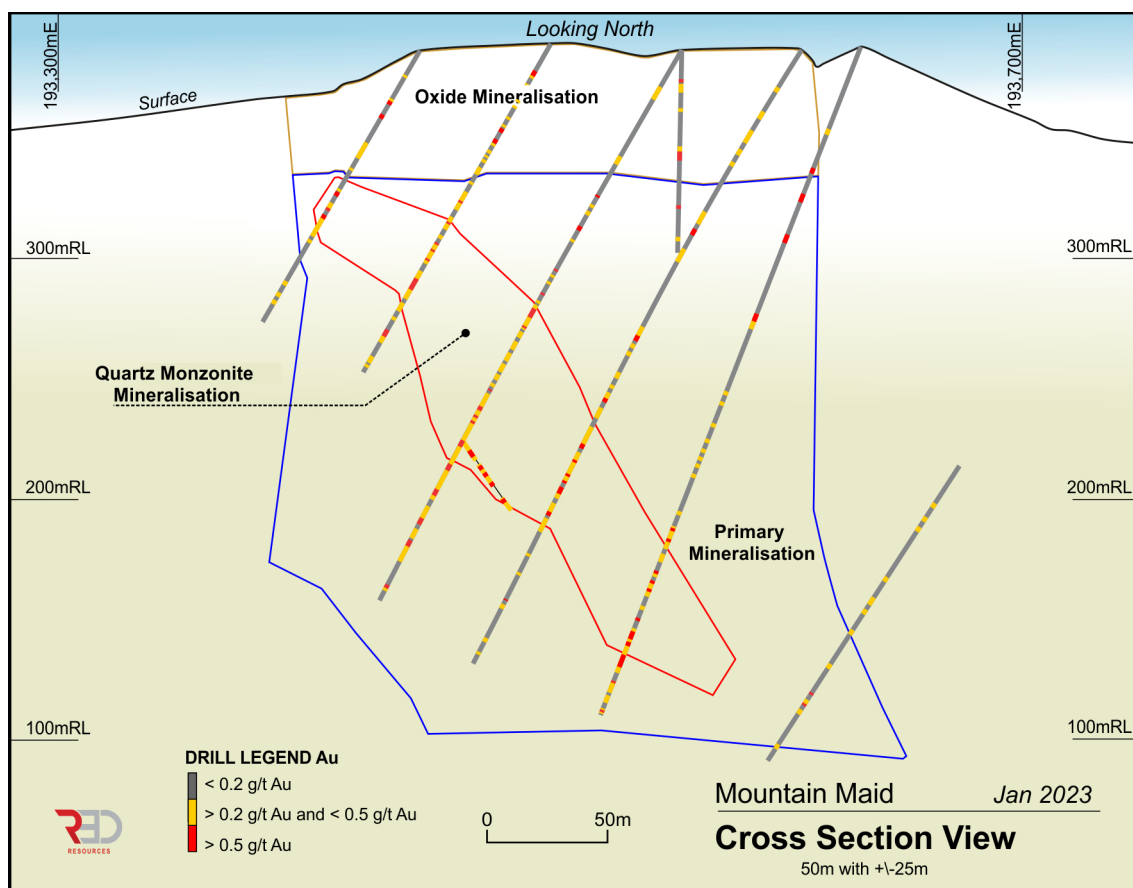 Looking North
193,300mE
193,700mE
Surface
Oxide Mineralisation
300mRL
300mRL
Quartz Monzonite
Mineralisation
200mRL
200mRL
Primary
Mineralisation
100mRL
100mRL
DRILL LEGEND Au
< 0.2 g/t Au
> 0.2 g/t Au and < 0.5 g/t Au
> 0.5 g/t Au
0
50m
RED
RESOURCES
Mountain Maid
Jan 2023
Cross Section View
50m with +\-25m